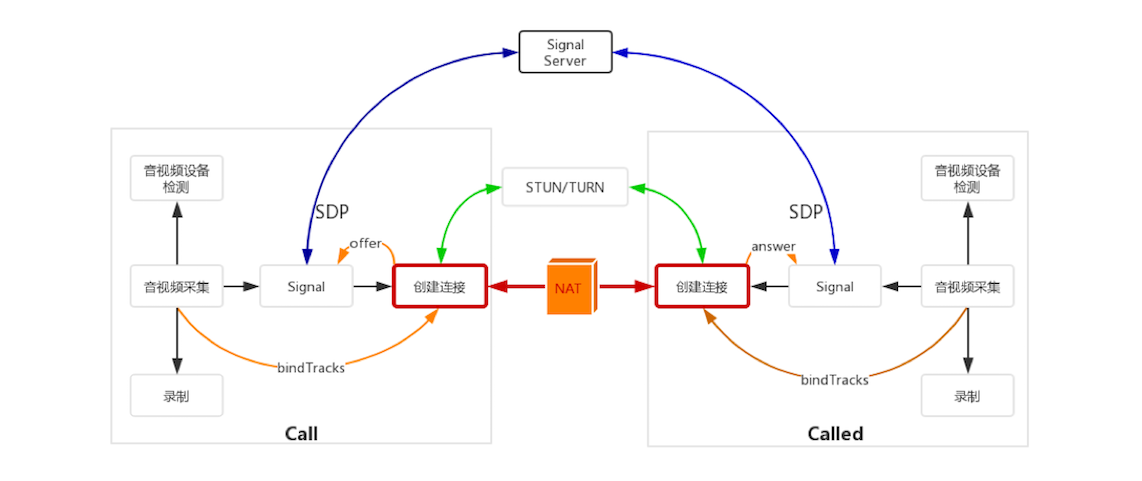 Signal
Server
音视频设备
检测
STUN/TURN
音视频设备
检测
SDP
SDP
offer
answer
音视频采集
Signal
创建连接
NAT
创建连接
Signal
音视频采集
bindTracks
bindTracks
录制
录制
Call
Called